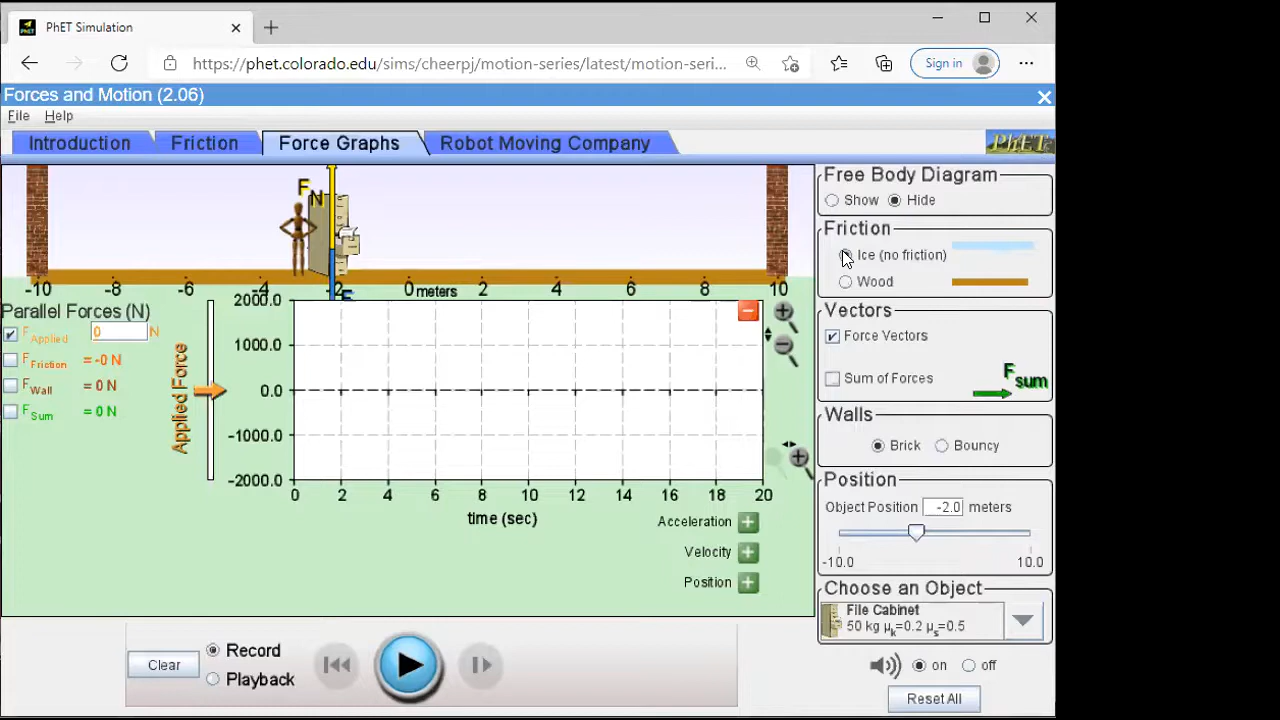 PhET Simulation
https://phet.colorado.edu/sims/cheerpj/motion-series/latest/motion-seri...
Sign in
Forces and Motion (2.06)
File Help
Introduction Friction Force Graphs Robot Moving Company
PhET
F N
-10 -8 -6 -4 -2 0 meters 2 4 6 8 10
Parallel Forces (N)
F Applied 0 N
F Friction = -0 N
F Wall = 0 N
F Sum = 0 N
Applied Force
2000.0
1000.0
0.0
-1000.0
-2000.0
0 2 4 6 8 10 12 14 16 18 20
time (sec)
Acceleration
Velocity
Position
Clear
Record
Playback
Free Body Diagram
Show Hide
Friction
Ice (no friction)
Wood
Vectors
Force Vectors
Sum of Forces
F sum
Walls
Brick Bouncy
Position
Object Position -2.0 meters
-10.0 10.0
Choose an Object
File Cabinet
50 kg μk=0.2 μs=0.5
on off
Reset All